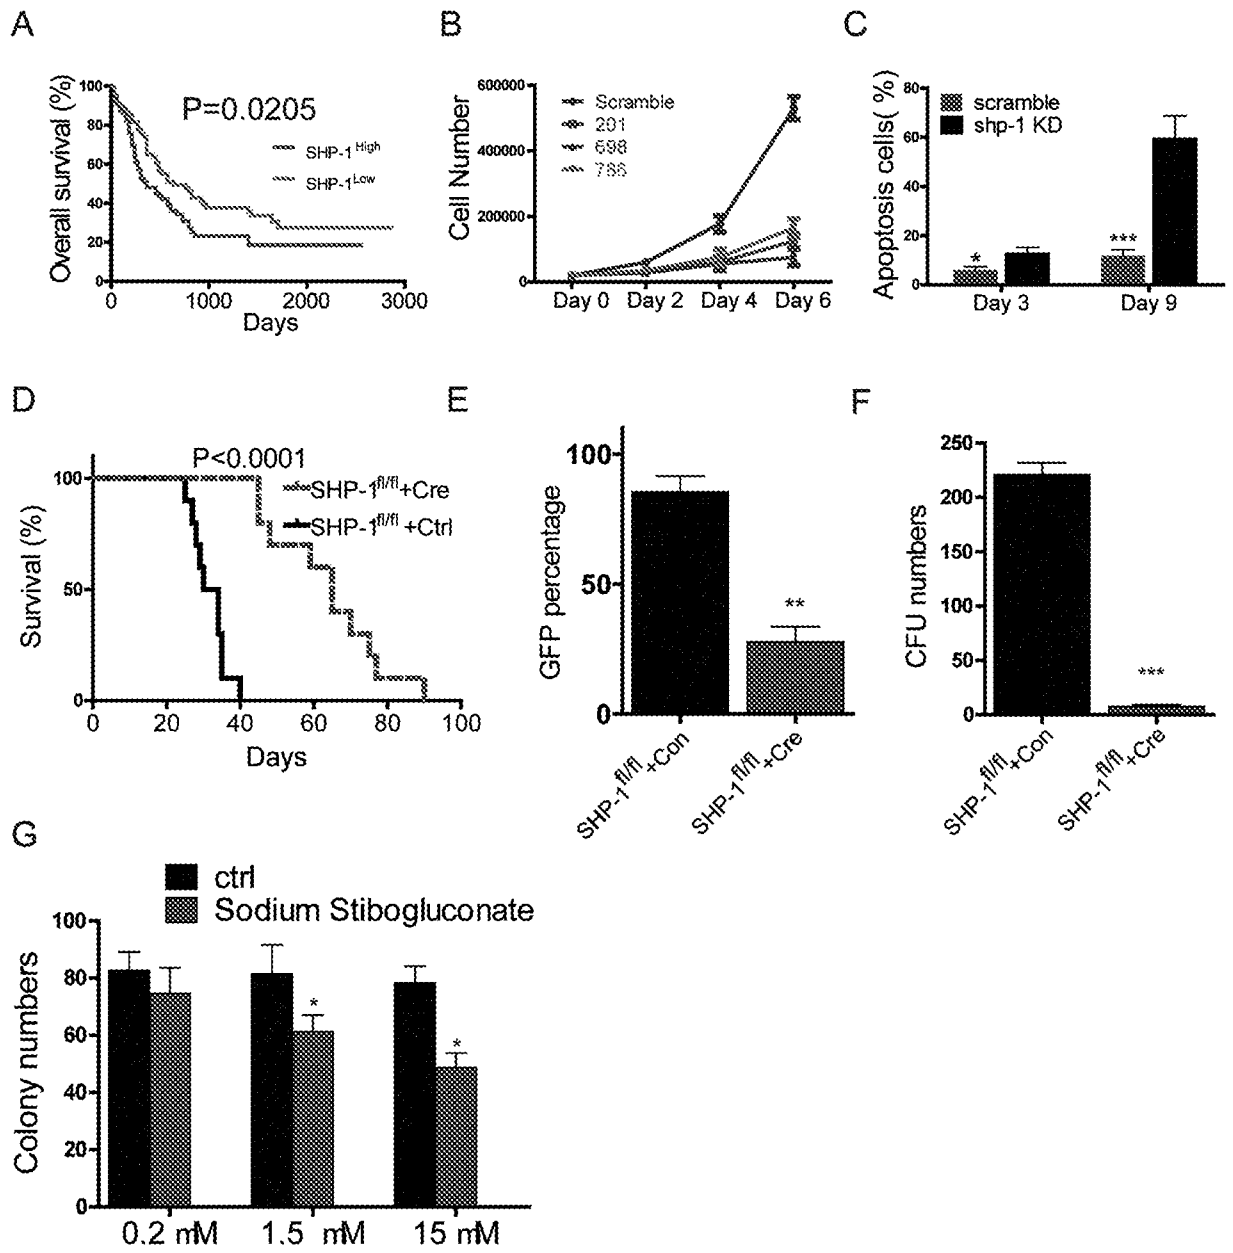 A
Overall survival (%)
100
80
60
40
20
0
P=0.0205
SHP-1High
SHP-1Low
0 1000 2000 3000
Days
B
Cell Number
600000
400000
200000
0
Scramble
201
698
786
Day 0 Day 2 Day 4 Day 6
C
Apoptosis cells( %)
80
60
40
20
0
scramble
shp-1 KD
*
***
Day 3 Day 9
D
Survival (%)
100
50
0
P<0.0001
SHP-1fl/fl+Cre
SHP-1fl/fl +Ctrl
0 20 40 60 80 100
Days
E
GFP percentage
100
50
0
**
SHP-1fl/fl+Con
SHP-1fl/fl+Cre
F
CFU numbers
250
200
150
100
50
0
***
SHP-1fl/fl+Con
SHP-1fl/fl+Cre
G
ctrl
Sodium Stibogluconate
Colony numbers
100
80
60
40
20
0
*
*
0.2 mM 1.5 mM 15 mM